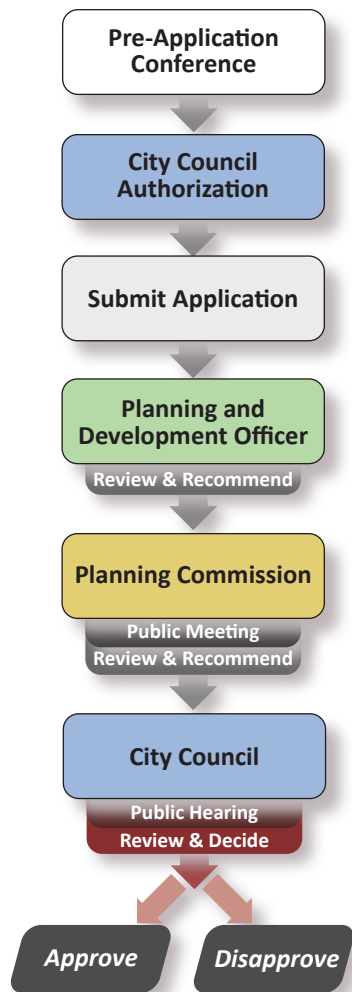 Pre-Application
Conference
City Council
Authorization
Submit Application
Planning and
Development Officer
Review & Recommend
Planning Commission
Public Meeting
Review & Recommend
City Council
Public Hearing
Review & Decide
Approve
Disapprove